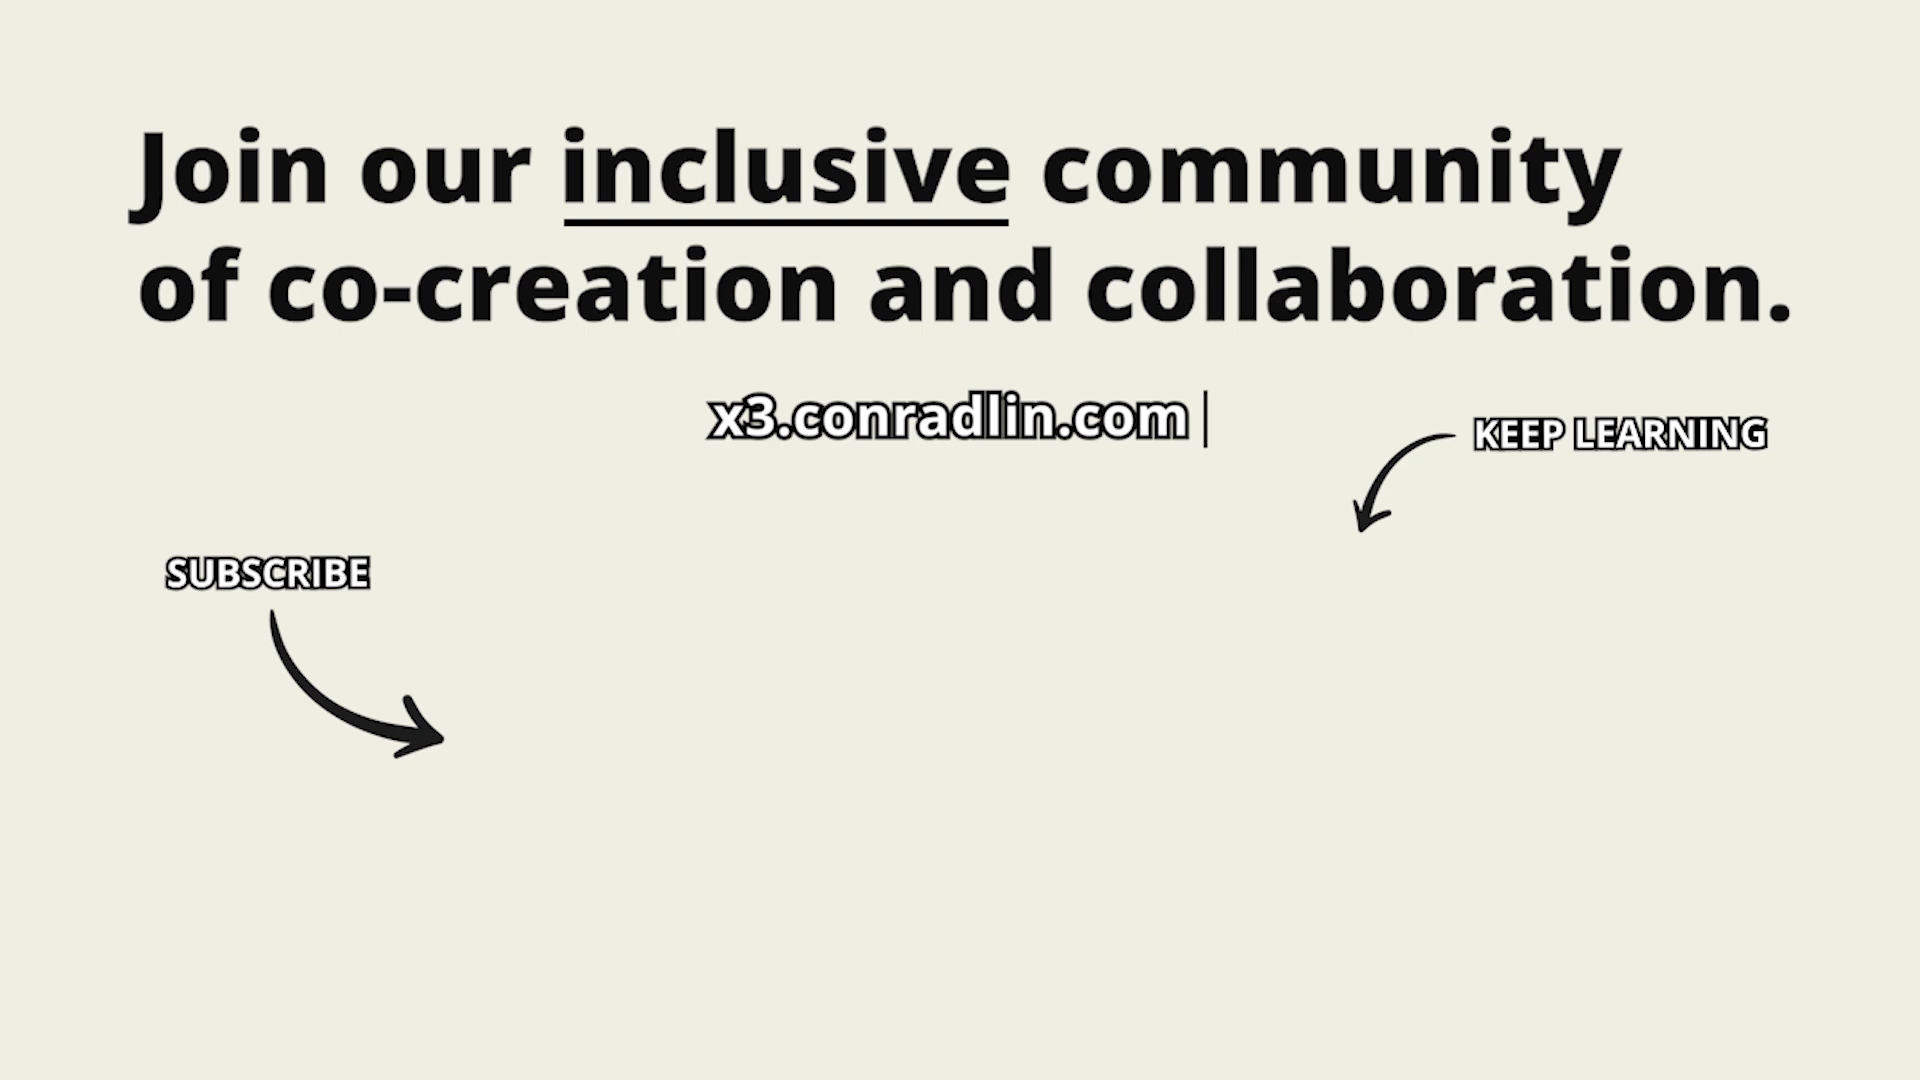 Join our inclusive community
of co-creation and collaboration.
x3.conradlin.com
KEEP LEARNING
SUBSCRIBE